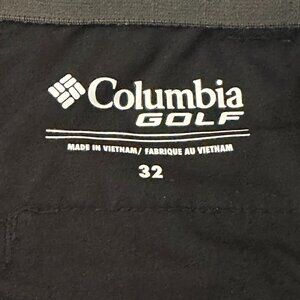 Columbia
GOLF
MADE IN VIETNAM/ FABRIQUE AU VIETNAM
32